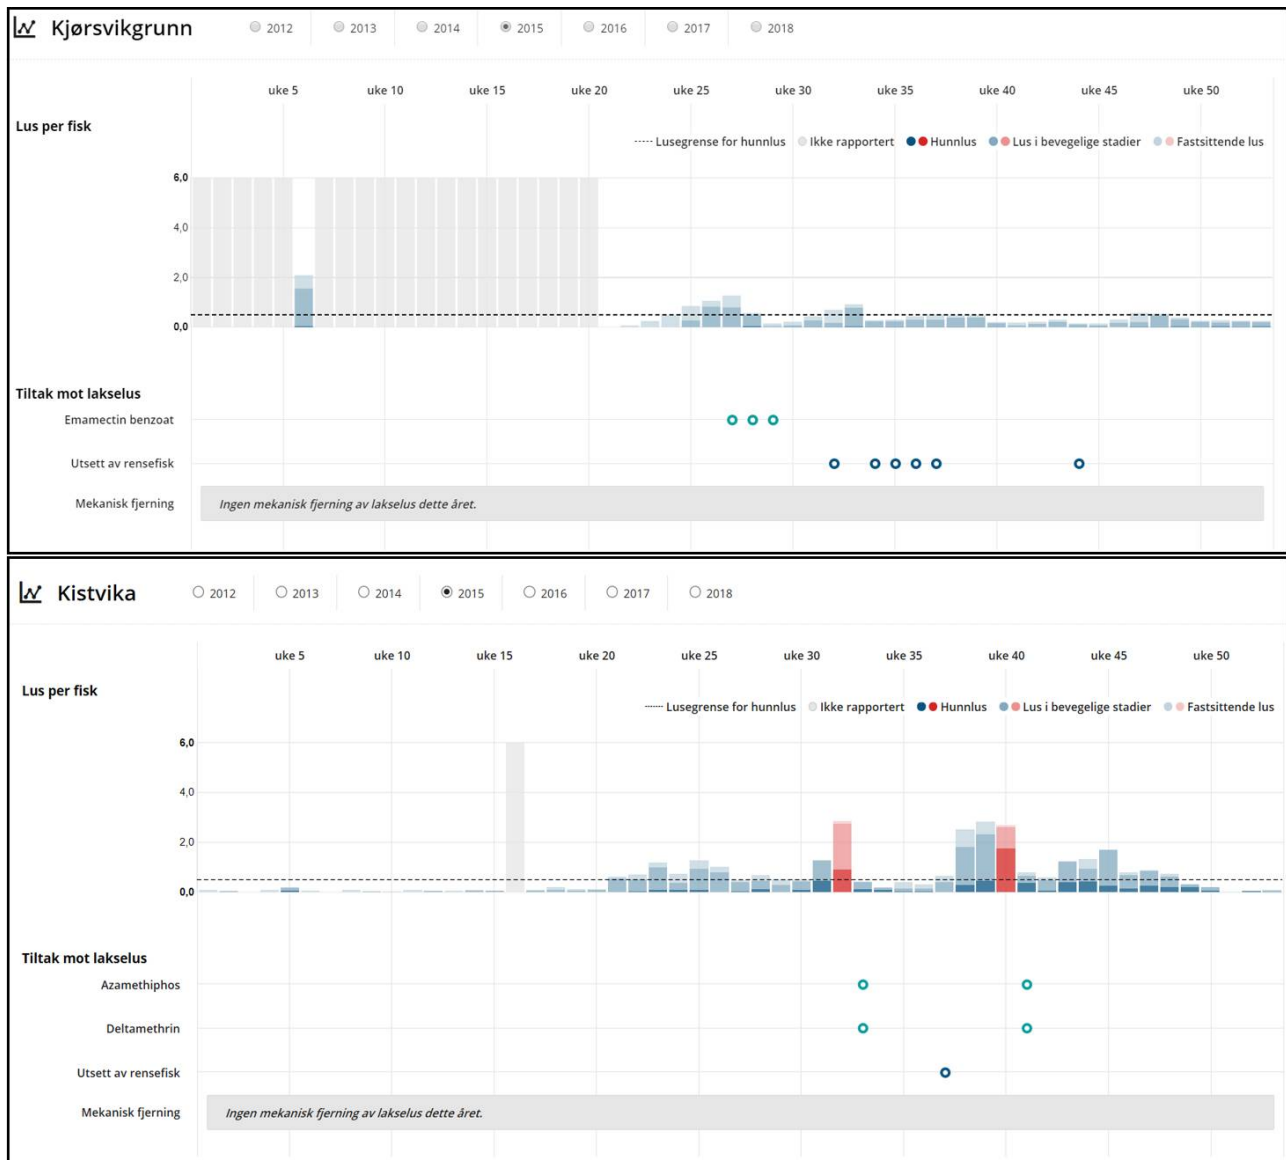 Kjørsvikgrunn 2012 2013 2014 2015 2016 2017 2018
uke 5 uke 10 uke 15 uke 20 uke 25 uke 30 uke 35 uke 40 uke 45 uke 50
Lus per fisk
Lusegrense for hunnlus Ikke rapportert Hunnlus Lus i bevegelige stadier Fastsittende lus
6,0
4,0
2,0
0,0
Tiltak mot lakselus
Emamectin benzoat
Utsett av rensefisk
Mekanisk fjerning Ingen mekanisk fjerning av lakselus dette året.
Kistvika 2012 2013 2014 2015 2016 2017 2018
uke 5 uke 10 uke 15 uke 20 uke 25 uke 30 uke 35 uke 40 uke 45 uke 50
Lus per fisk
Lusegrense for hunnlus Ikke rapportert Hunnlus Lus i bevegelige stadier Fastsittende lus
6,0
4,0
2,0
0,0
Tiltak mot lakselus
Azamethiphos
Deltamethrin
Utsett av rensefisk
Mekanisk fjerning Ingen mekanisk fjerning av lakselus dette året.